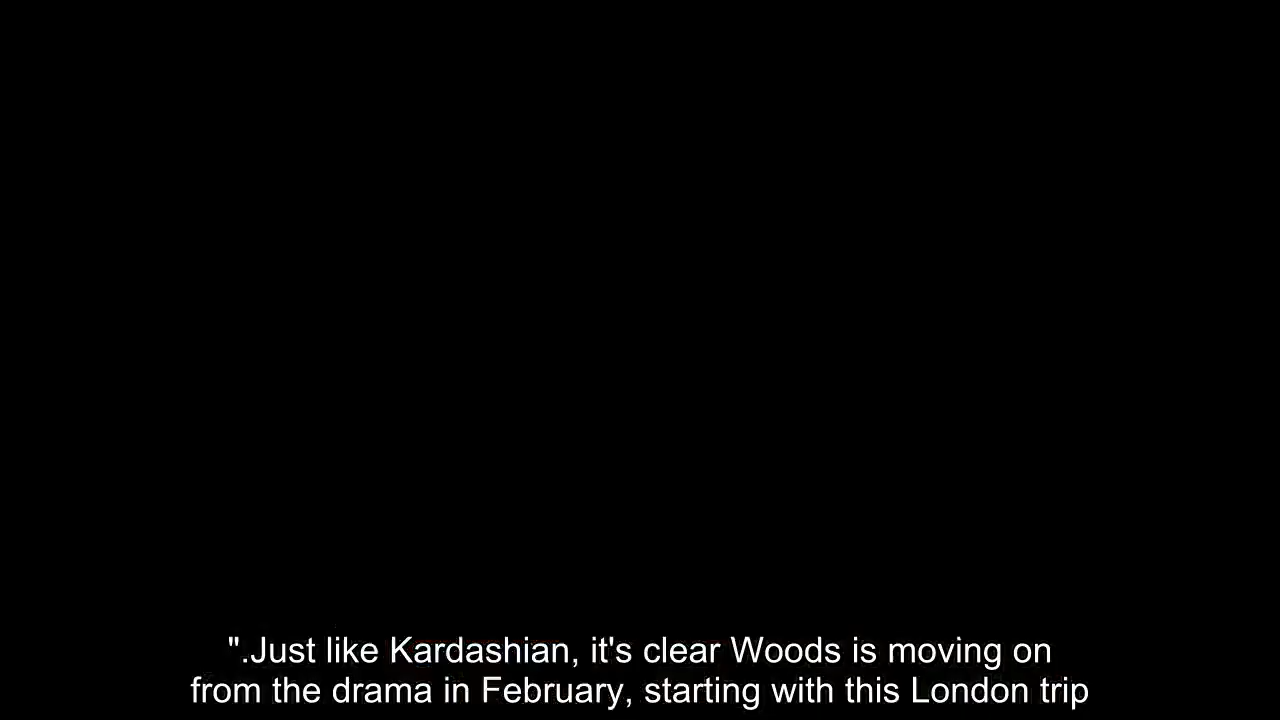 ".Just like Kardashian, it's clear Woods is moving on
from the drama in February, starting with this London trip